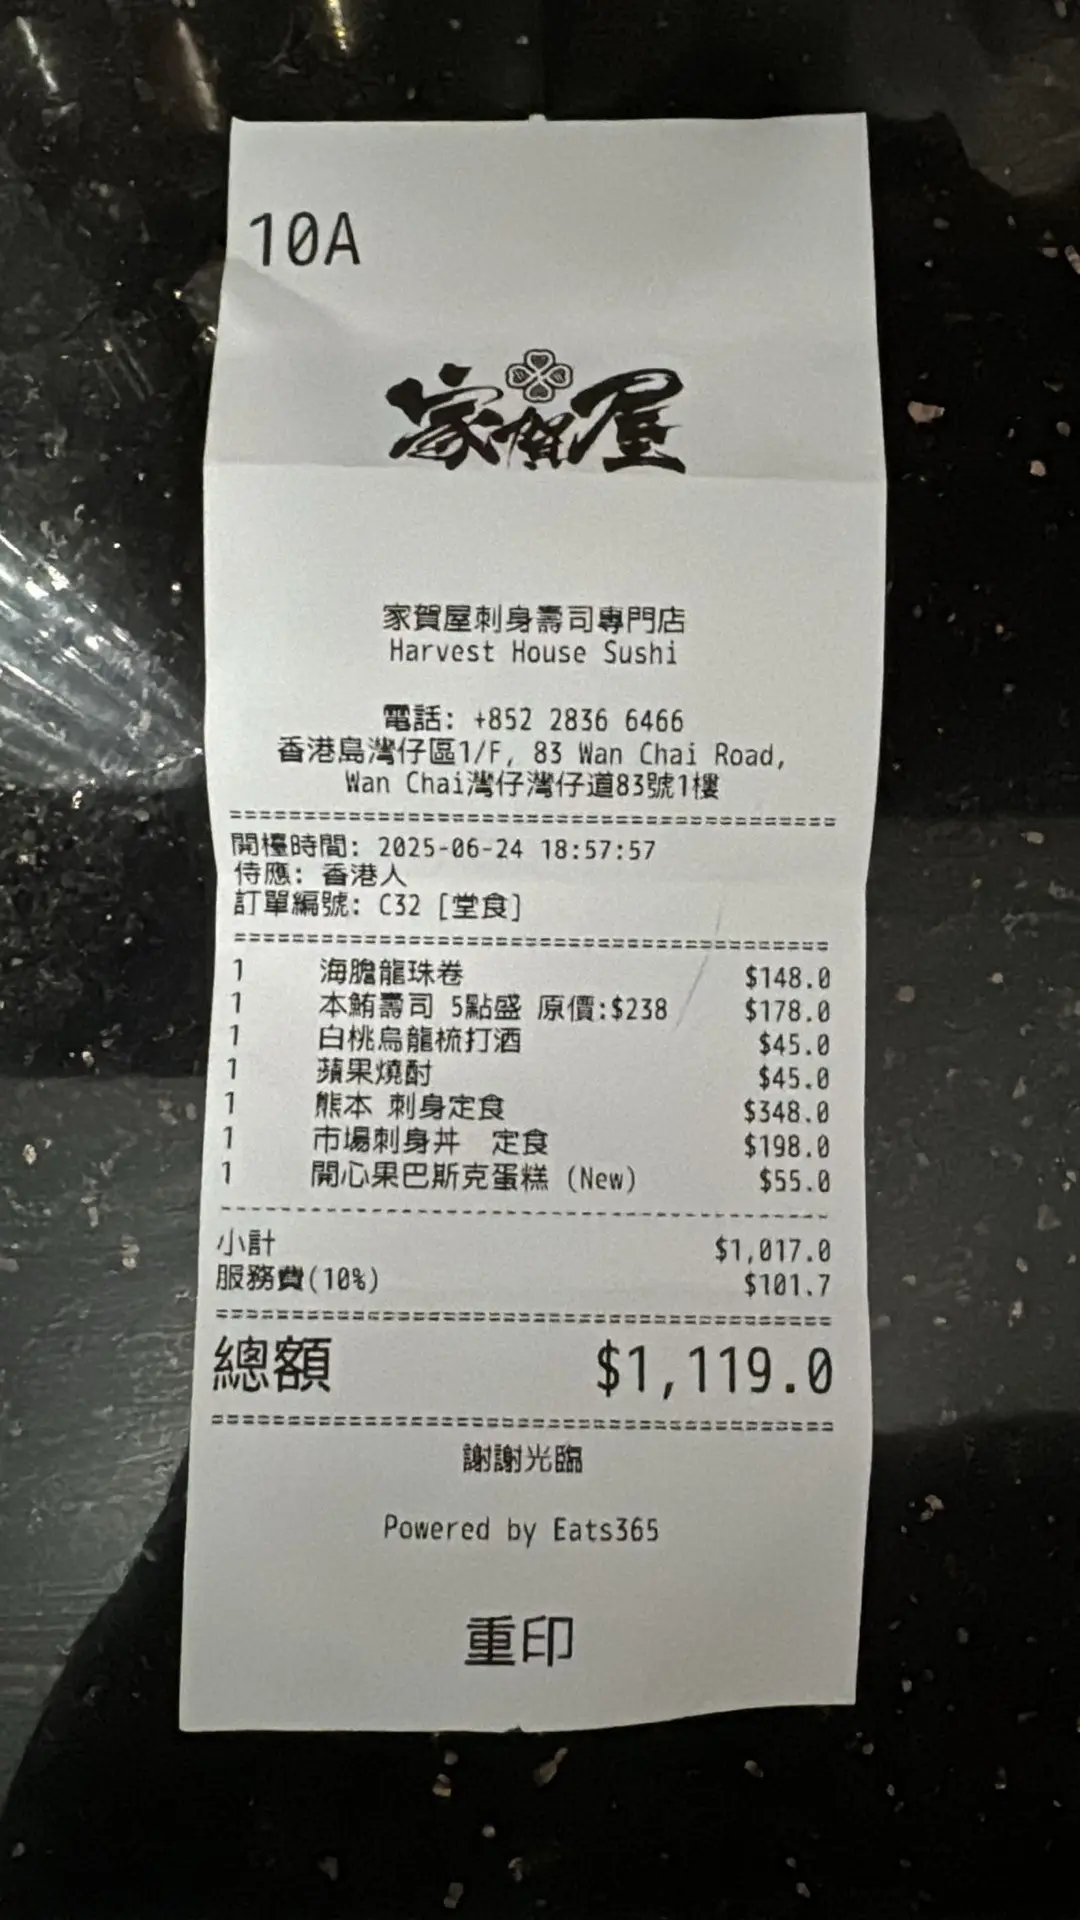 10A
家賀屋
家賀屋刺身壽司專門店
Harvest House Sushi
電話: +852 2836 6466
香港島灣仔區1/F, 83 Wan Chai Road,
Wan Chai灣仔灣仔道83號1樓
開檯時間: 2025-06-24 18:57:57
侍應: 香港人
訂單編號: C32 [堂食]
1 海膽龍珠卷 $148.0
1 本鮪壽司 5點盛 原價:$238 $178.0
1 白桃烏龍梳打酒 $45.0
1 蘋果燒酎 $45.0
1 熊本 刺身定食 $348.0
1 市場刺身丼 定食 $198.0
1 開心果巴斯克蛋糕 (New) $55.0
小計 $1,017.0
服務費(10%) $101.7
總額 $1,119.0
謝謝光臨
Powered by Eats365
重印